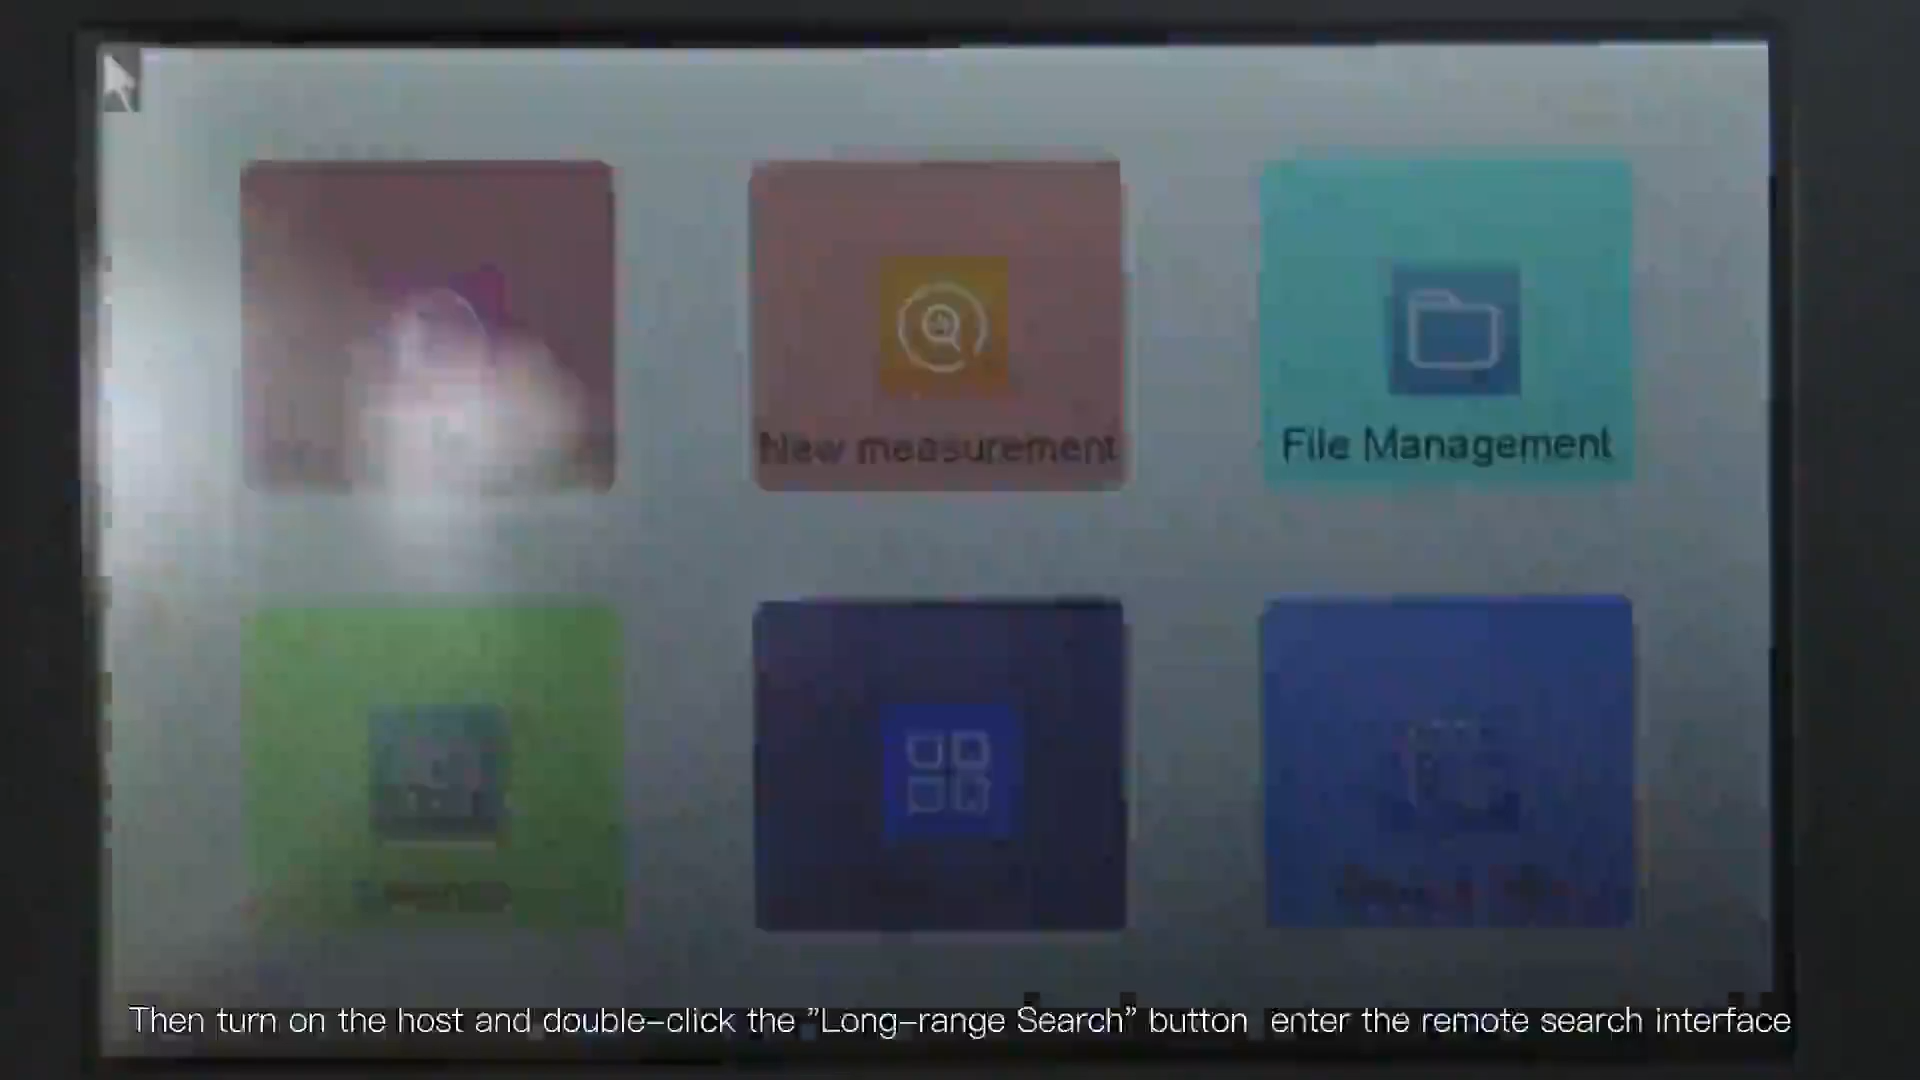 New measurement
File Management
Then turn on the host and double-click the "Long-range Search" button enter the remote search interface